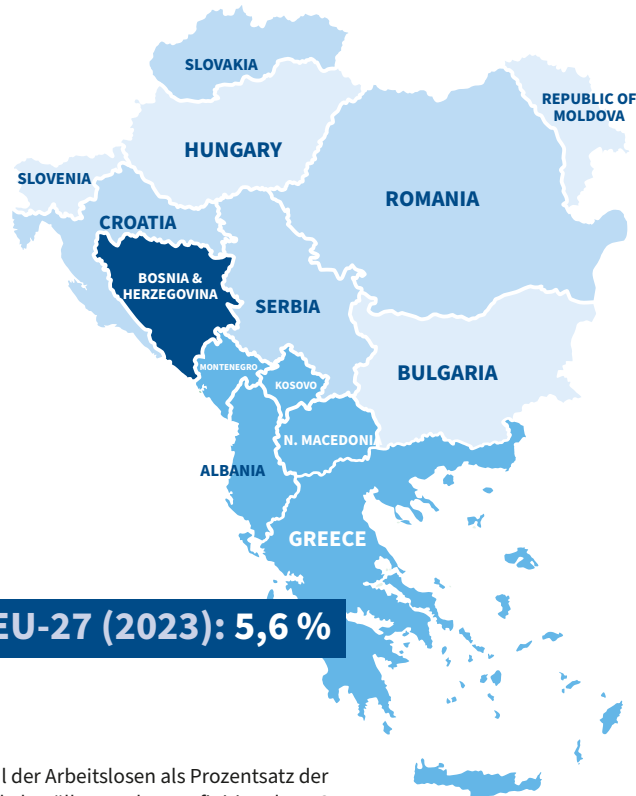 SLOVAKIA
REPUBLIC OF
MOLDOVA
HUNGARY
SLOVENIA
ROMANIA
CROATIA
BOSNIA &
HERZEGOVINA
SERBIA
MONTENEGRO
BULGARIA
KOSOVO
N. MACEDONIA
ALBANIA
GREECE
EU-27 (2023): 5,6 %
der Arbeitslosen als Prozentsatz der